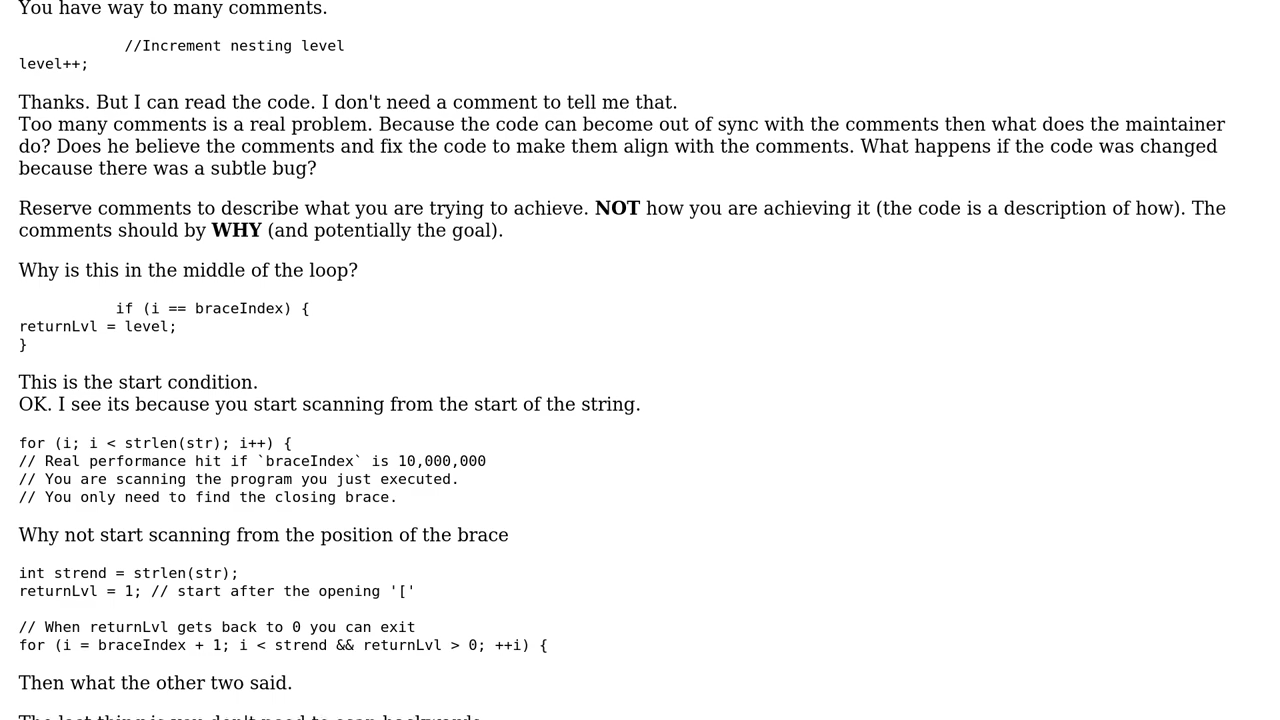 You have way to many comments.
//Increment nesting level
level++;
Thanks. But I can read the code. I don't need a comment to tell me that.
Too many comments is a real problem. Because the code can become out of sync with the comments then what does the maintainer
do? Does he believe the comments and fix the code to make them align with the comments. What happens if the code was changed
because there was a subtle bug?
Reserve comments to describe what you are trying to achieve. NOT how you are achieving it (the code is a description of how). The
comments should by WHY (and potentially the goal).
Why is this in the middle of the loop?
if (i == braceIndex) {
returnLvl = level;
}
This is the start condition.
OK. I see its because you start scanning from the start of the string.
for (i; i < strlen(str); i++) {
// Real performance hit if `braceIndex` is 10,000,000
// You are scanning the program you just executed.
// You only need to find the closing brace.
Why not start scanning from the position of the brace
int strend = strlen(str);
returnLvl = 1; // start after the opening '['
// When returnLvl gets back to 0 you can exit
for (i = braceIndex + 1; i < strend && returnLvl > 0; ++i) {
Then what the other two said.
The last thing is you don't need to scan backwards